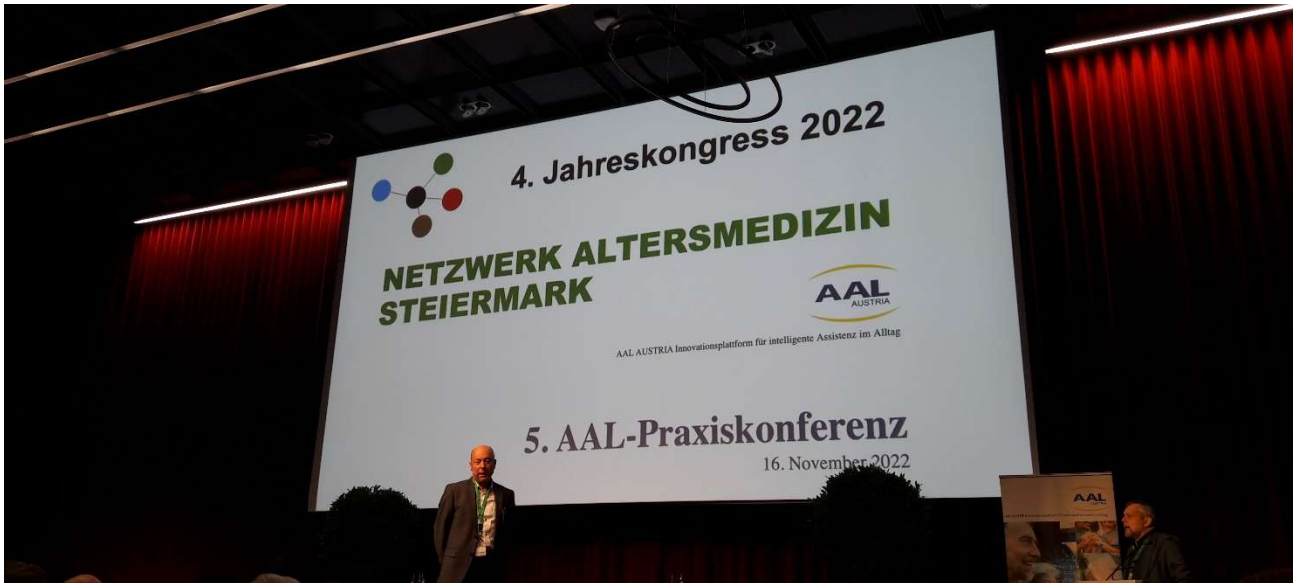 4. Jahreskongress 2022
NETZWERK ALTERSMEDIZIN
STEIERMARK
AAL
AUSTRIA
AAL AUSTRIA Innovationsplattform für intelligente Assistenz im Alltag
5. AAL-Praxiskonferenz
16. November 2022
AAL